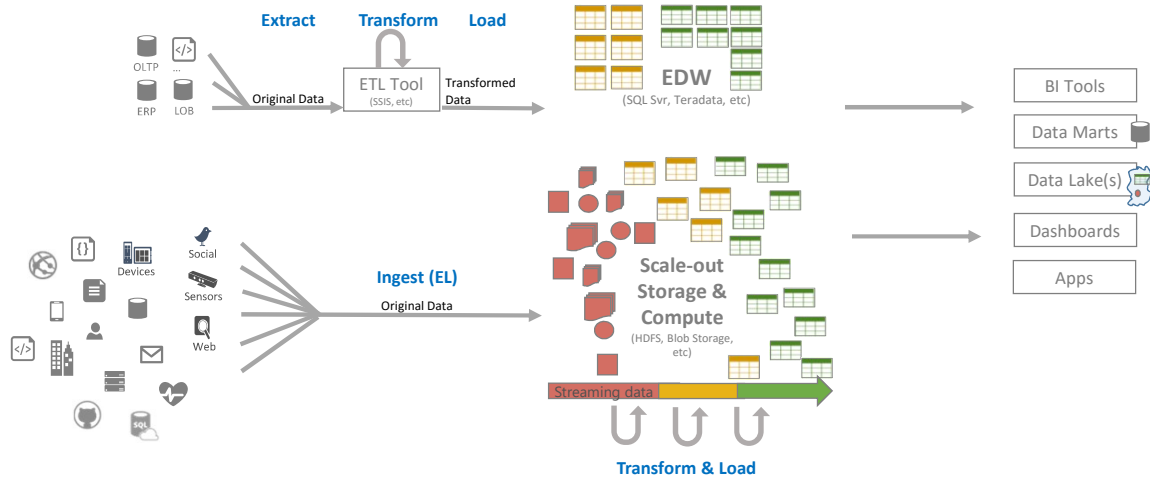 Extract
Transform
Load
OLTP
...
ERP
LOB
</>
Original Data
ETL Tool
(SSIS, etc)
Transformed
Data
EDW
(SQL Svr, Teradata, etc)
BI Tools
Data Marts
Data Lake(s)
Dashboards
Apps
{}
Devices
Social
Sensors
Web
</>
SQL
Ingest (EL)
Original Data
Scale-out
Storage &
Compute
(HDFS, Blob Storage,
etc)
Streaming data
Transform & Load